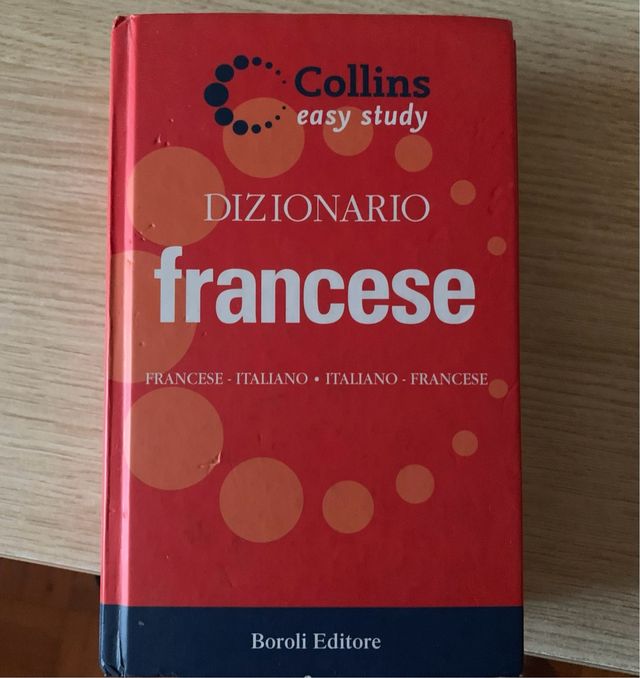 Collins
easy study
DIZIONARIO
francese
FRANCESE - ITALIANO • ITALIANO - FRANCESE
Boroli Editore